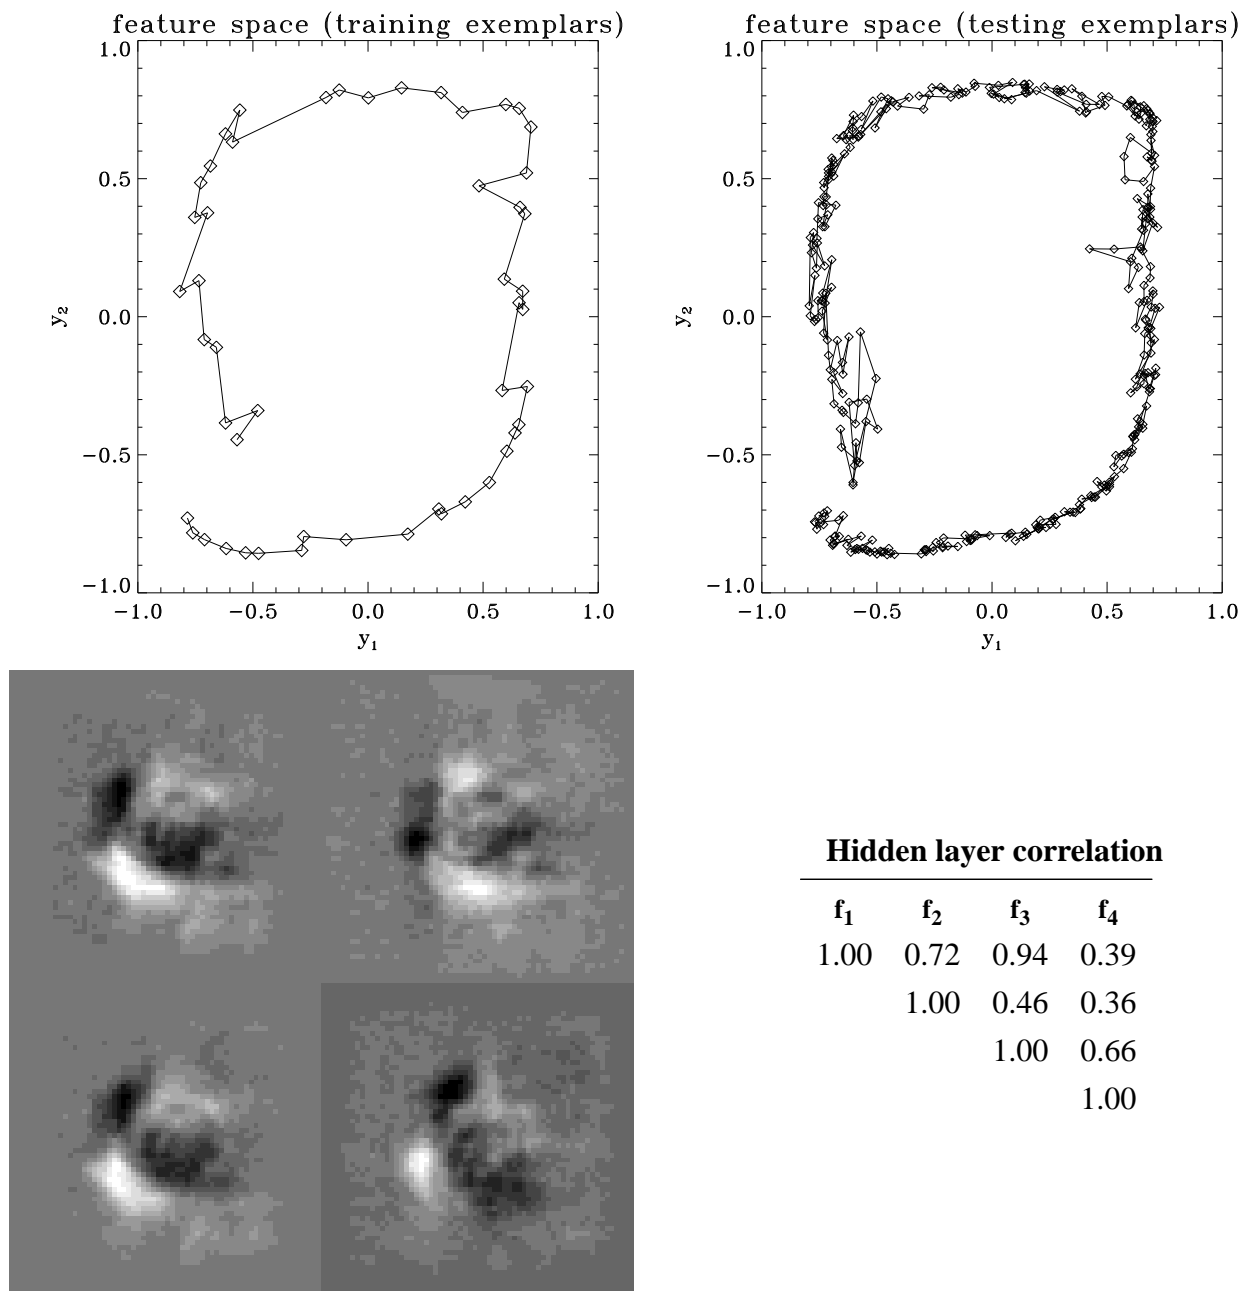 feature space (training exemplars)
1.0
0.5
0.0
−0.5
−1.0
y2
−1.0 −0.5 0.0 0.5 1.0
y1
feature space (testing exemplars)
1.0
0.5
0.0
−0.5
−1.0
y2
−1.0 −0.5 0.0 0.5 1.0
y1
Hidden layer correlation
f1 f2 f3 f4
1.00 0.72 0.94 0.39
1.00 0.46 0.36
1.00 0.66
1.00